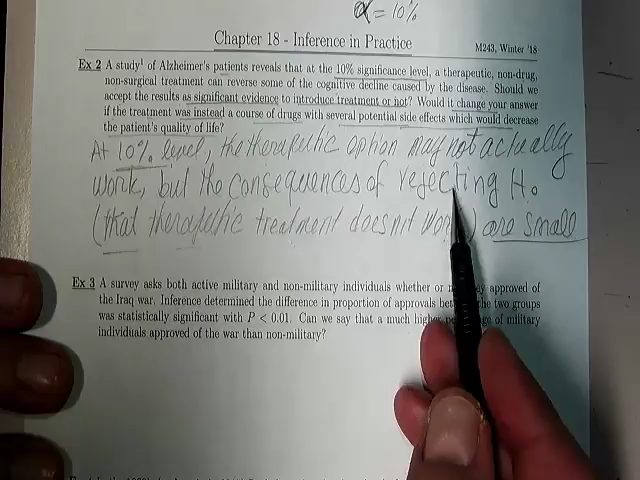 α = 10%
Chapter 18 - Inference in Practice
M243, Winter '18
Ex 2 A study¹ of Alzheimer's patients reveals that at the 10% significance level, a therapeutic, non-drug,
non-surgical treatment can reverse some of the cognitive decline caused by the disease. Should we
accept the results as significant evidence to introduce treatment or not? Would it change your answer
if the treatment was instead a course of drugs with several potential side effects which would decrease
the patient's quality of life?
At 10% level, the therapeutic option may not actually
work, but the consequences of rejecting H₀
(that therapeutic treatment doesn't work) are small
Ex 3 A survey asks both active military and non-military individuals whether or approved of
the Iraq war. Inference determined the difference in proportion of approvals the two groups
was statistically significant with P < 0.01. Can we say that a much higher of military
individuals approved of the war than non-military?